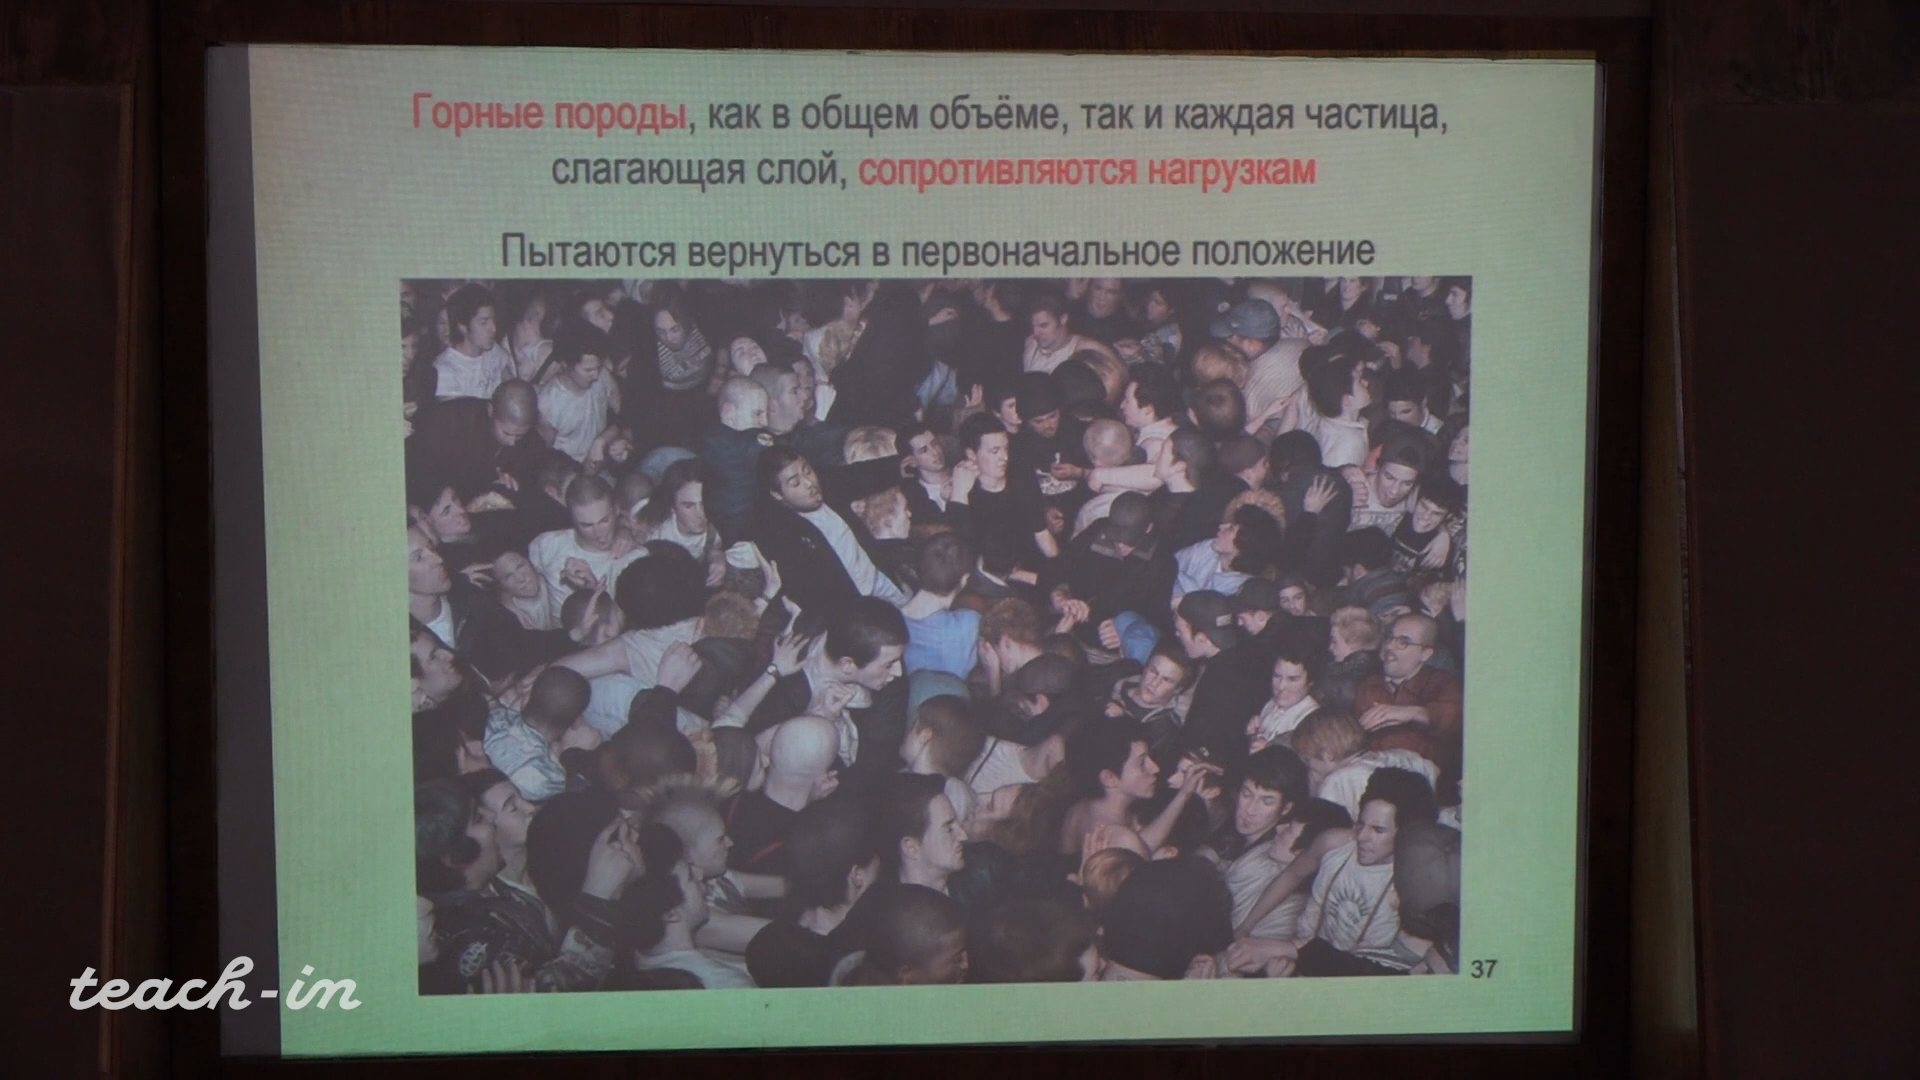 Горные породы, как в общем объёме, так и каждая частица,
слагающая слой, сопротивляются нагрузкам
Пытаются вернуться в первоначальное положение
37
teach-in